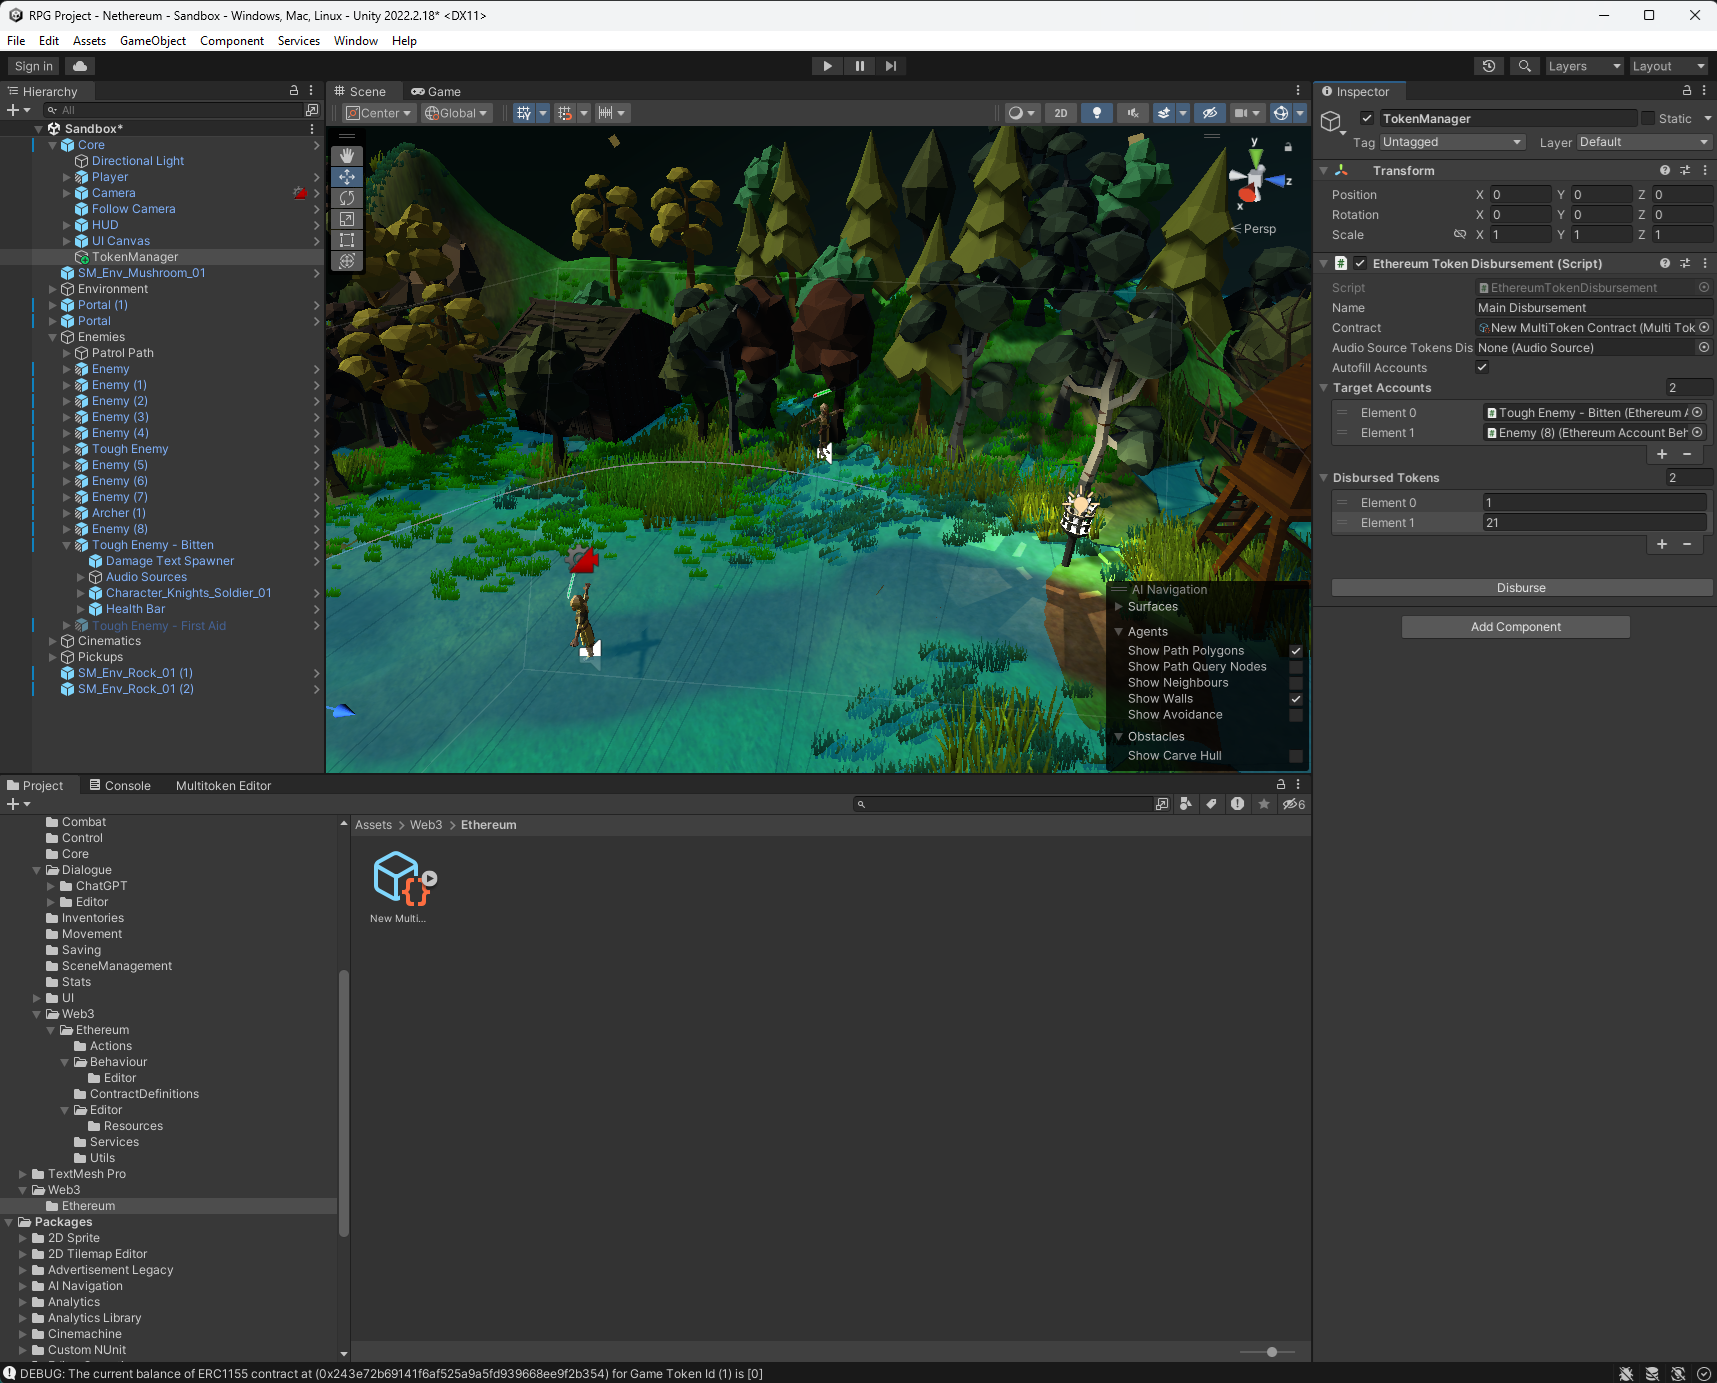 RPG Project - Nethereum - Sandbox - Windows, Mac, Linux - Unity 2022.2.18* <DX11>
File Edit Assets GameObject Component Services Window Help
Sign in
Layers
Layout
Hierarchy
All
Sandbox*
Core
Directional Light
Player
Camera
Follow Camera
HUD
UI Canvas
TokenManager
SM_Env_Mushroom_01
Environment
Portal (1)
Portal
Enemies
Patrol Path
Enemy
Enemy (1)
Enemy (2)
Enemy (3)
Enemy (4)
Tough Enemy
Enemy (5)
Enemy (6)
Enemy (7)
Archer (1)
Enemy (8)
Tough Enemy - Bitten
Damage Text Spawner
Audio Sources
Character_Knights_Soldier_01
Health Bar
Tough Enemy - First Aid
Cinematics
Pickups
SM_Env_Rock_01 (1)
SM_Env_Rock_01 (2)
Scene Game
Center Global
2D
y
z
x
Persp
AI Navigation
Surfaces
Agents
Show Path Polygons
Show Path Query Nodes
Show Neighbours
Show Walls
Show Avoidance
Obstacles
Show Carve Hull
Inspector
TokenManager
Static
Tag Untagged Layer Default
Transform
Position X 0 Y 0 Z 0
Rotation X 0 Y 0 Z 0
Scale X 1 Y 1 Z 1
Ethereum Token Disbursement (Script)
Script EthereumTokenDisbursement
Name Main Disbursement
Contract New MultiToken Contract (Multi Tok
Audio Source Tokens Dis None (Audio Source)
Autofill Accounts
Target Accounts 2
Element 0 Tough Enemy - Bitten (Ethereum A
Element 1 Enemy (8) (Ethereum Account Beh
+ -
Disbursed Tokens 2
Element 0 1
Element 1 21
+ -
Disburse
Add Component
Project Console Multitoken Editor
6
Combat
Control
Core
Dialogue
ChatGPT
Editor
Inventories
Movement
Saving
SceneManagement
Stats
UI
Web3
Ethereum
Actions
Behaviour
Editor
ContractDefinitions
Editor
Resources
Services
Utils
TextMesh Pro
Web3
Ethereum
Packages
2D Sprite
2D Tilemap Editor
Advertisement Legacy
AI Navigation
Analytics
Analytics Library
Cinemachine
Custom NUnit
Assets > Web3 > Ethereum
New Multi...
DEBUG: The current balance of ERC1155 contract at (0x243e72b69141f6af525a9a5fd939668ee9f2b354) for Game Token Id (1) is [0]